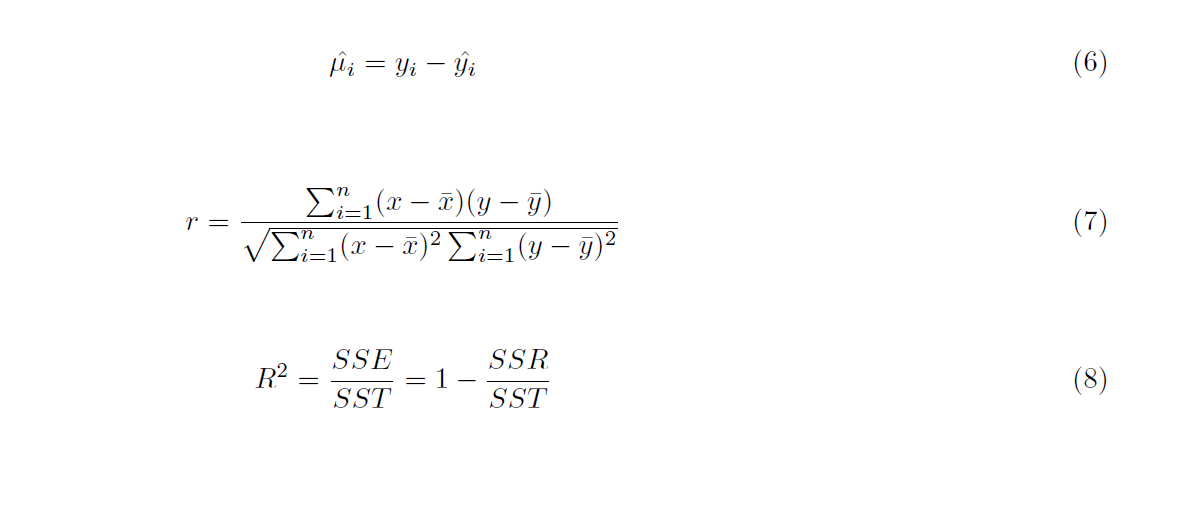 $\hat{\mu_i} = y_i - \hat{y_i}$ (6)
$r = \frac{\sum_{i=1}^{n}(x - \bar{x})(y - \bar{y})}{\sqrt{\sum_{i=1}^{n}(x - \bar{x})^2 \sum_{i=1}^{n}(y - \bar{y})^2}}$ (7)
$R^2 = \frac{SSE}{SST} = 1 - \frac{SSR}{SST}$ (8)